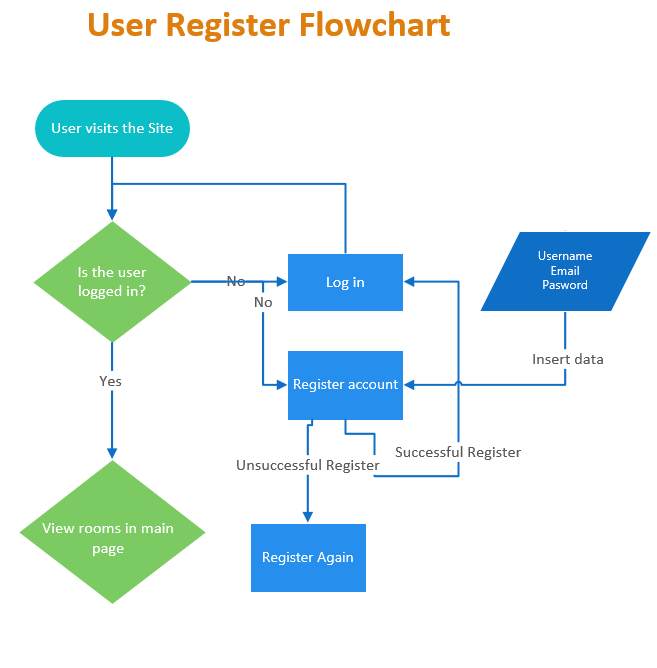 User Register Flowchart
User visits the Site
Is the user
logged in?
No
No
Log in
Username
Email
Pasword
Insert data
Yes
Register account
Unsuccessful Register
Successful Register
View rooms in main
page
Register Again